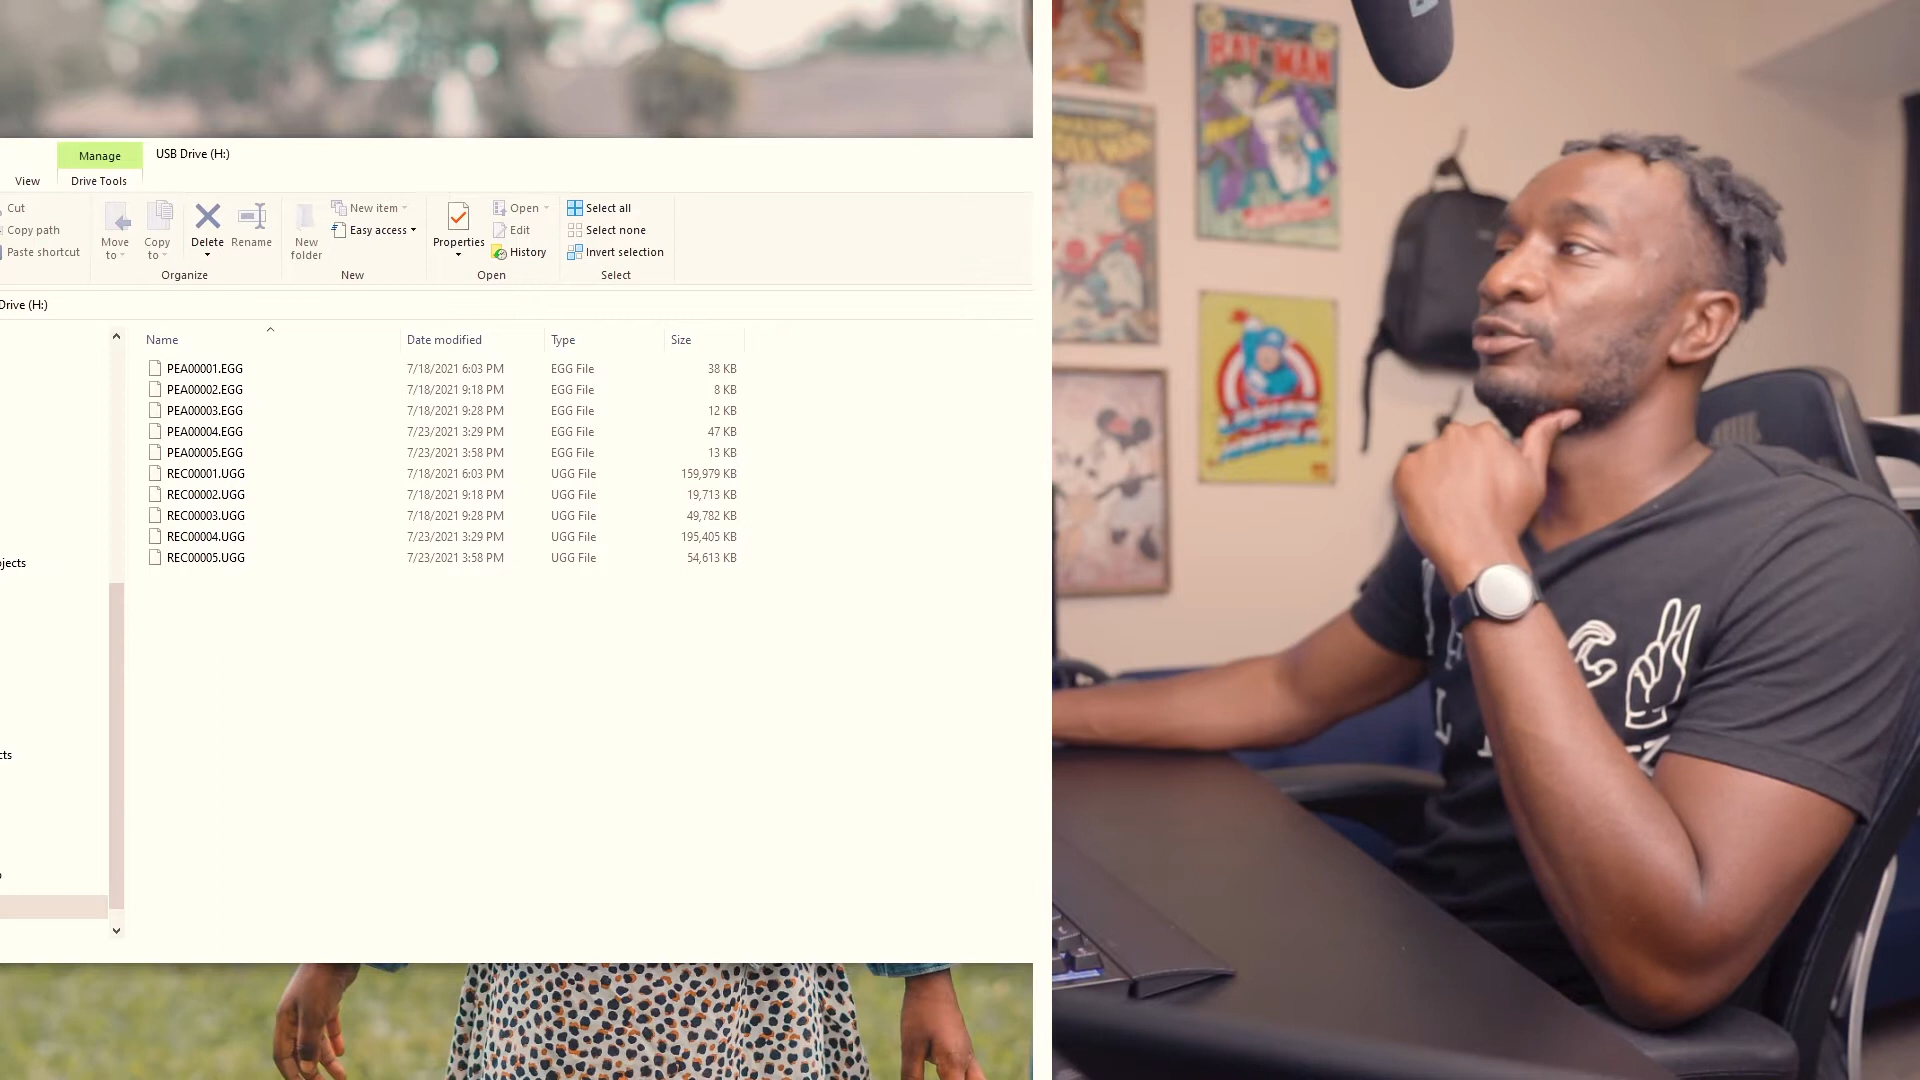 Manage
USB Drive (H:)
View
Drive Tools
Cut
Copy path
Paste shortcut
Move to
Copy to
Delete
Rename
Organize
New folder
New item
Easy access
New
Properties
Open
Edit
History
Open
Select all
Select none
Invert selection
Select
Drive (H:)
Name Date modified Type Size
PEA00001.EGG 7/18/2021 6:03 PM EGG File 38 KB
PEA00002.EGG 7/18/2021 9:18 PM EGG File 8 KB
PEA00003.EGG 7/18/2021 9:28 PM EGG File 12 KB
PEA00004.EGG 7/23/2021 3:29 PM EGG File 47 KB
PEA00005.EGG 7/23/2021 3:58 PM EGG File 13 KB
REC00001.UGG 7/18/2021 6:03 PM UGG File 159,979 KB
REC00002.UGG 7/18/2021 9:18 PM UGG File 19,713 KB
REC00003.UGG 7/18/2021 9:28 PM UGG File 49,782 KB
REC00004.UGG 7/23/2021 3:29 PM UGG File 195,405 KB
REC00005.UGG 7/23/2021 3:58 PM UGG File 54,613 KB
jects
cts
BATMAN